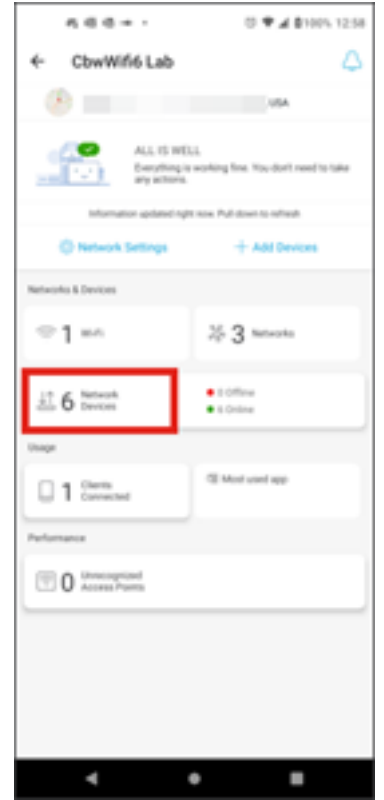 100% 12:58
CbwWifi6 Lab
USA
ALL IS WELL
Everything is working fine. You don't need to take
any actions.
Information updated right now. Pull down to refresh
Network Settings
Add Devices
Networks & Devices
1 Wi-Fi
3 Networks
6 Network
Devices
0 Offline
6 Online
Usage
1 Clients
Connected
Most used app
Performance
0 Unrecognized
Access Points